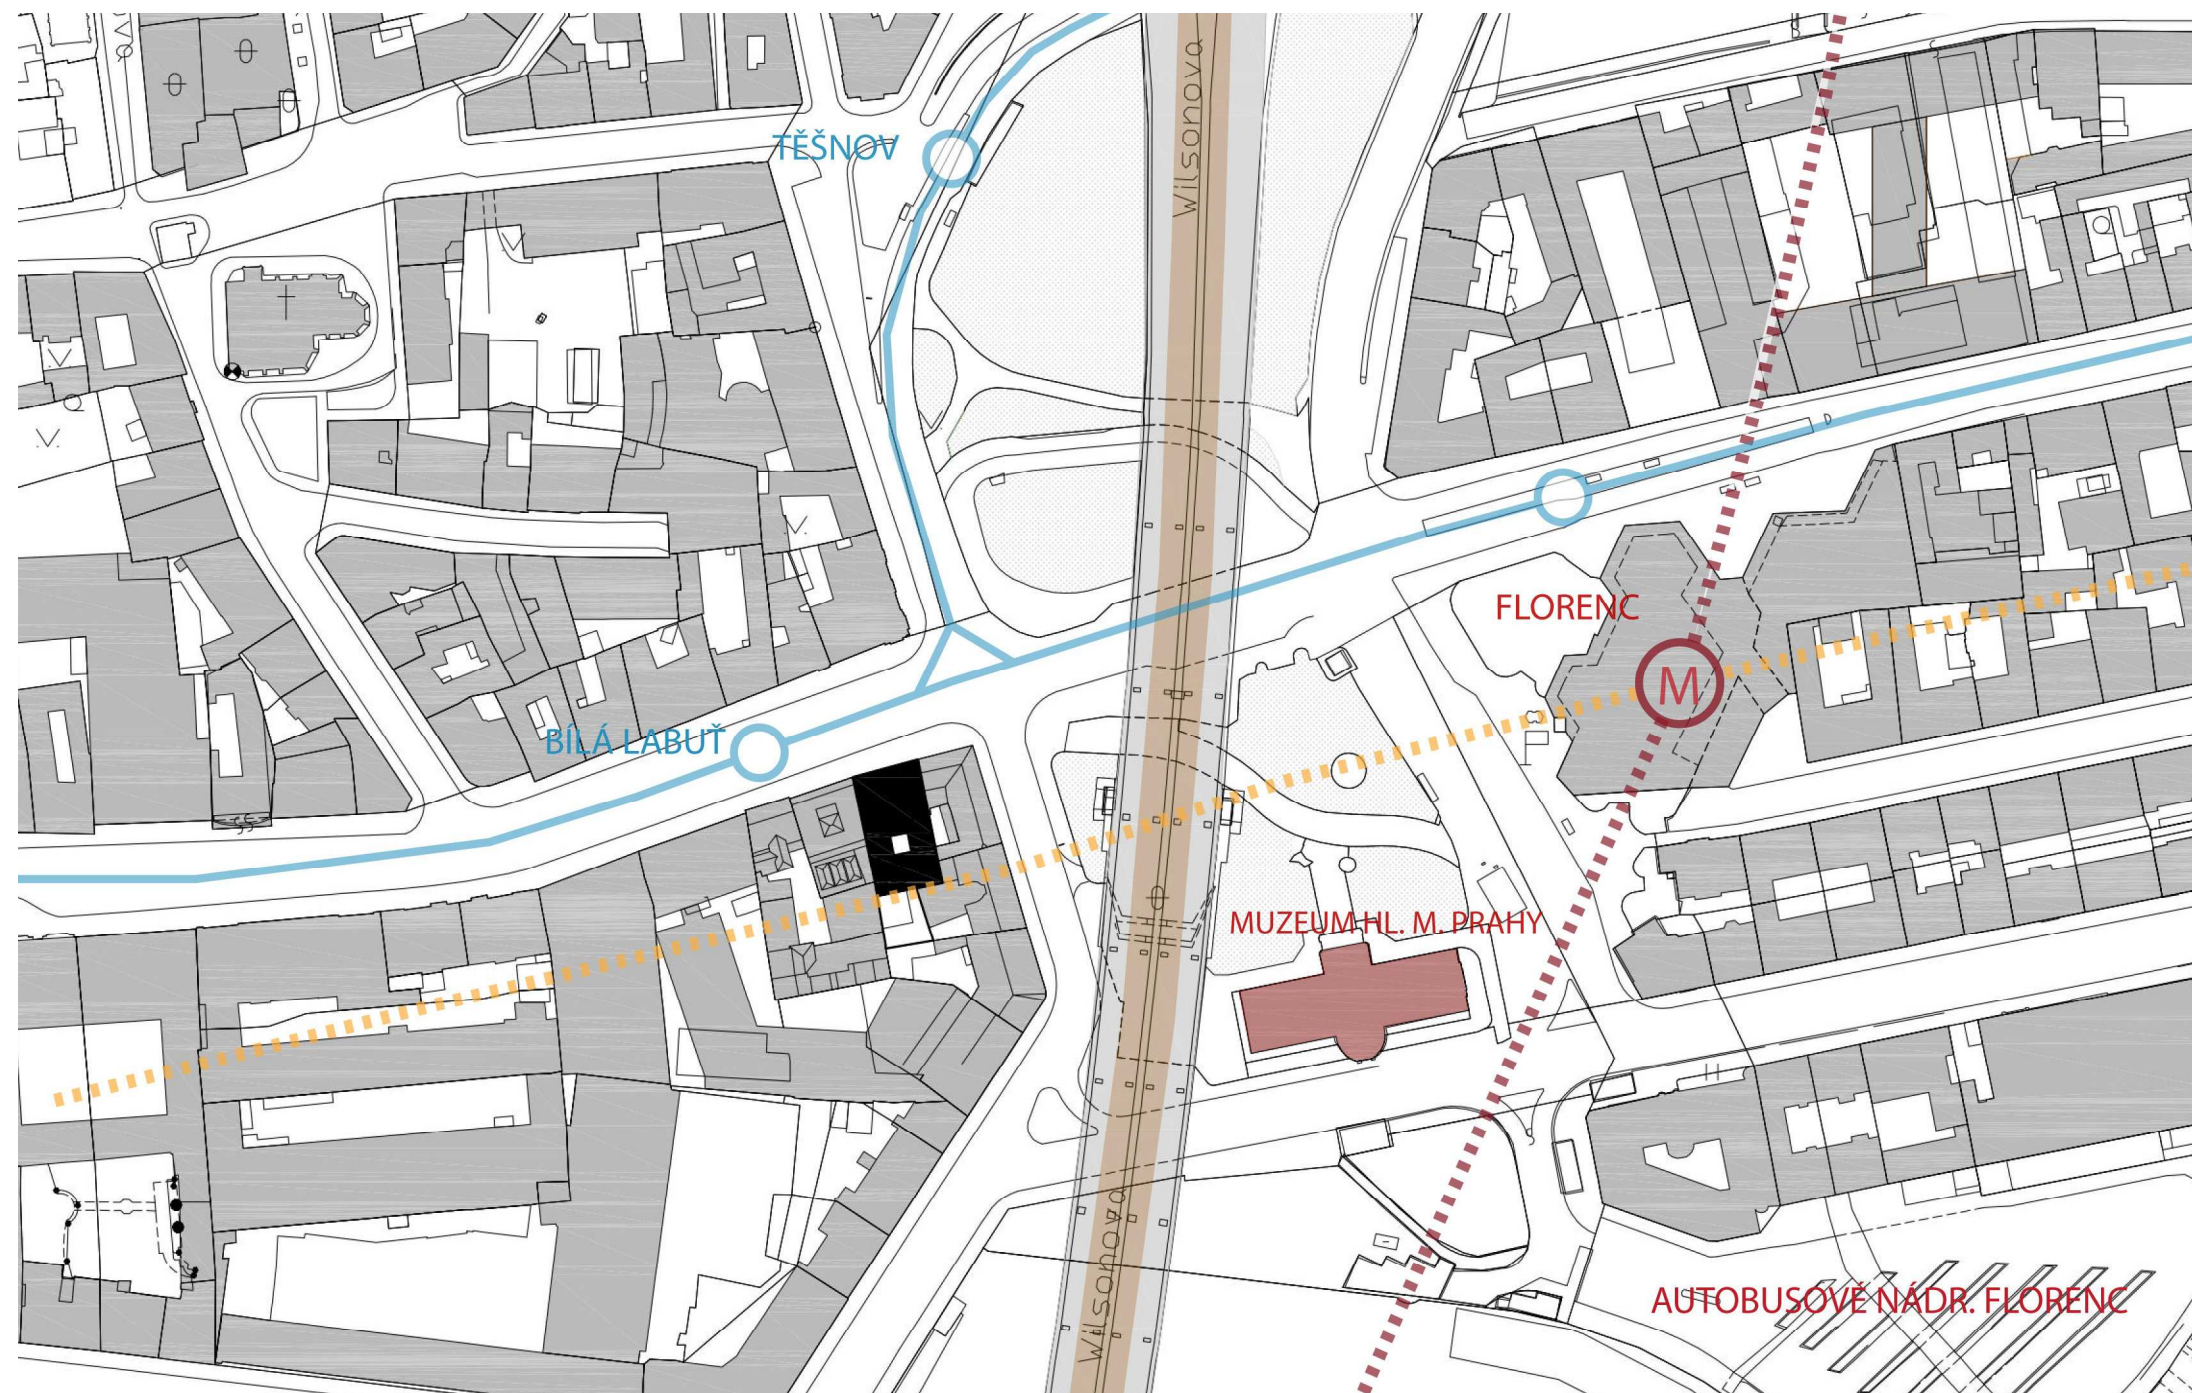 Wilsonova
TĚŠNOV
FLORENC
M
BÍLÁ LABUŤ
MUZEUM HL. M. PRAHY
Wilsonova
AUTOBUSOVÉ NÁDR. FLORENC